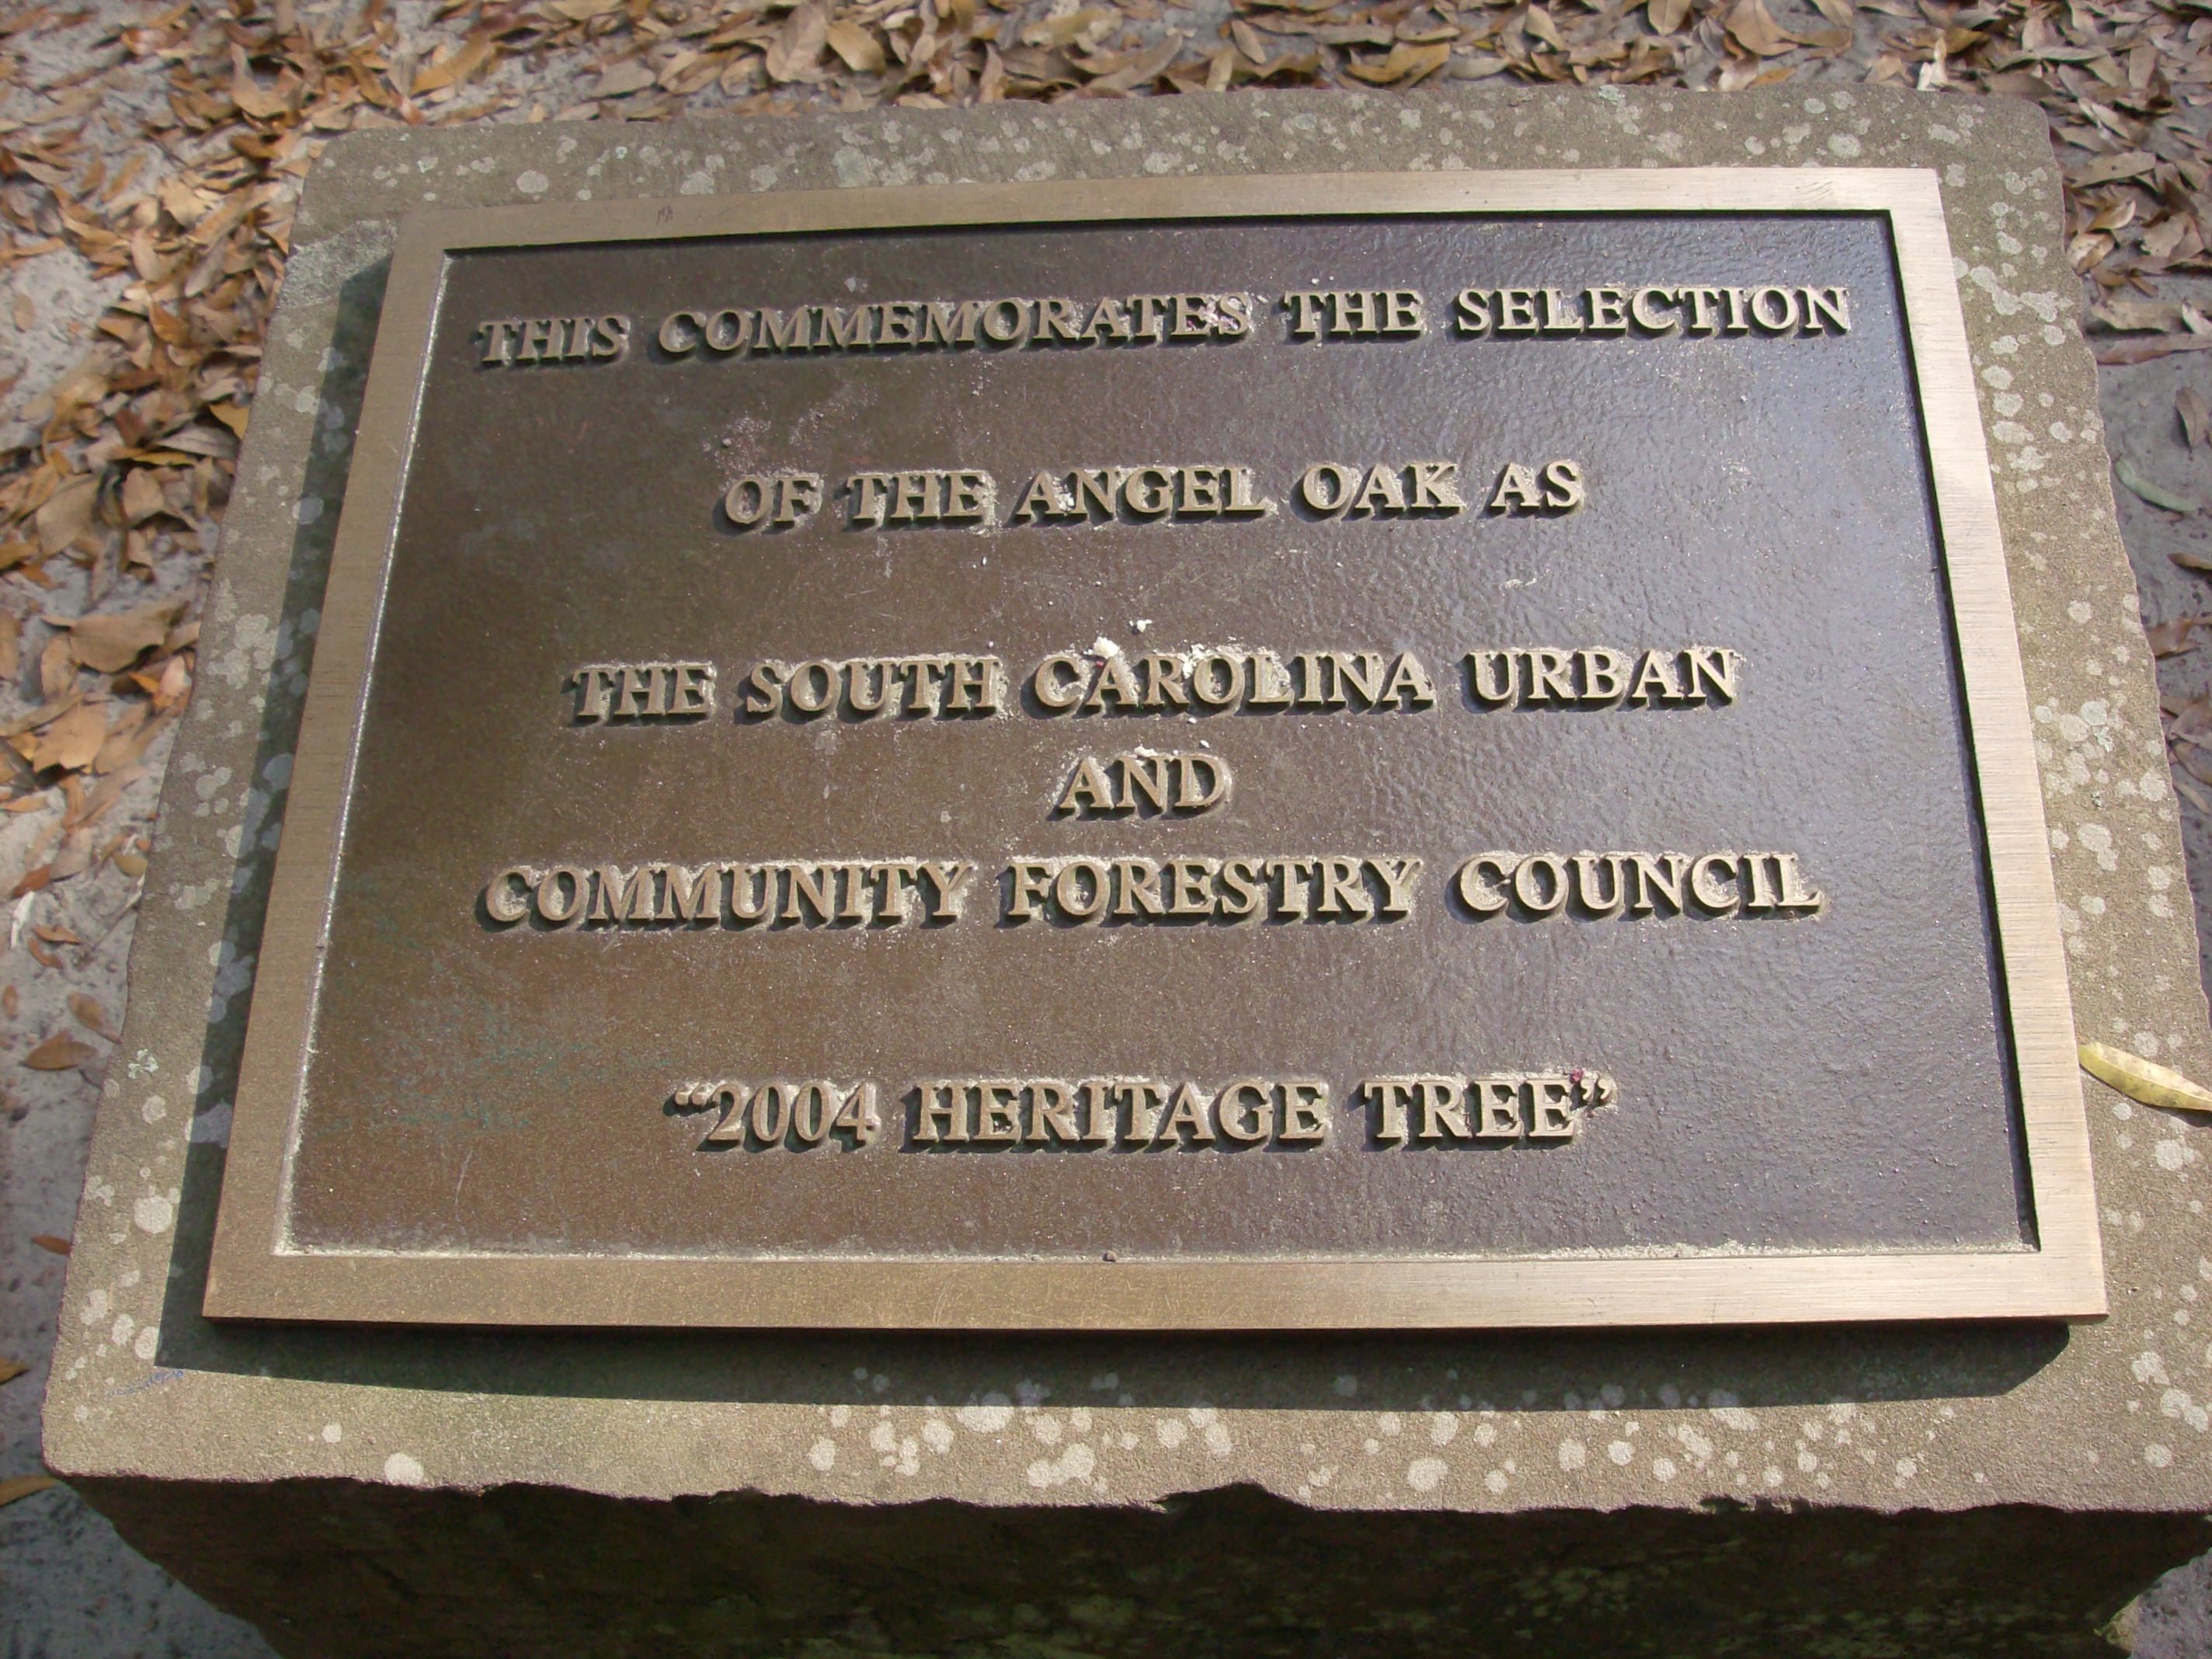 THIS COMMEMORATES THE SELECTION
OF THE ANGEL OAK AS
THE SOUTH CAROLINA URBAN
AND
COMMUNITY FORESTRY COUNCIL
“2004 HERITAGE TREE”